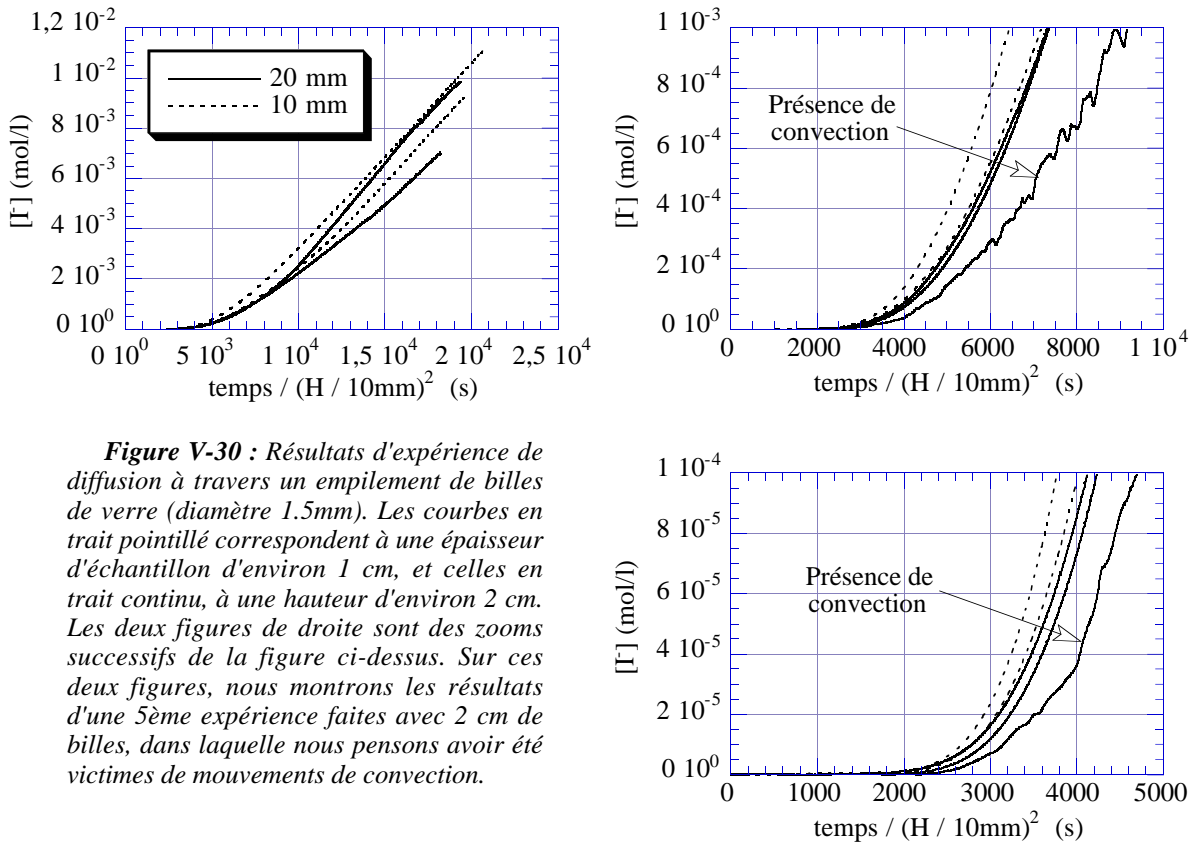 1,2 10-2
1 10-2
8 10-3
6 10-3
4 10-3
2 10-3
0 100
[I-] (mol/l)
20 mm
10 mm
0 100
5 103
1 104
1,5 104
2 104
2,5 104
temps / (H / 10mm)2 (s)
1 10-3
8 10-4
6 10-4
4 10-4
2 10-4
0 100
[I-] (mol/l)
Présence de
convection
0
2000
4000
6000
8000
1 104
temps / (H / 10mm)2 (s)
Figure V-30 : Résultats d'expérience de
diffusion à travers un empilement de billes
de verre (diamètre 1.5mm). Les courbes en
trait pointillé correspondent à une épaisseur
d'échantillon d'environ 1 cm, et celles en
trait continu, à une hauteur d'environ 2 cm.
Les deux figures de droite sont des zooms
successifs de la figure ci-dessus. Sur ces
deux figures, nous montrons les résultats
d'une 5ème expérience faites avec 2 cm de
billes, dans laquelle nous pensons avoir été
victimes de mouvements de convection.
1 10-4
8 10-5
6 10-5
4 10-5
2 10-5
0 100
[I-] (mol/l)
Présence de
convection
0
1000
2000
3000
4000
5000
temps / (H / 10mm)2 (s)